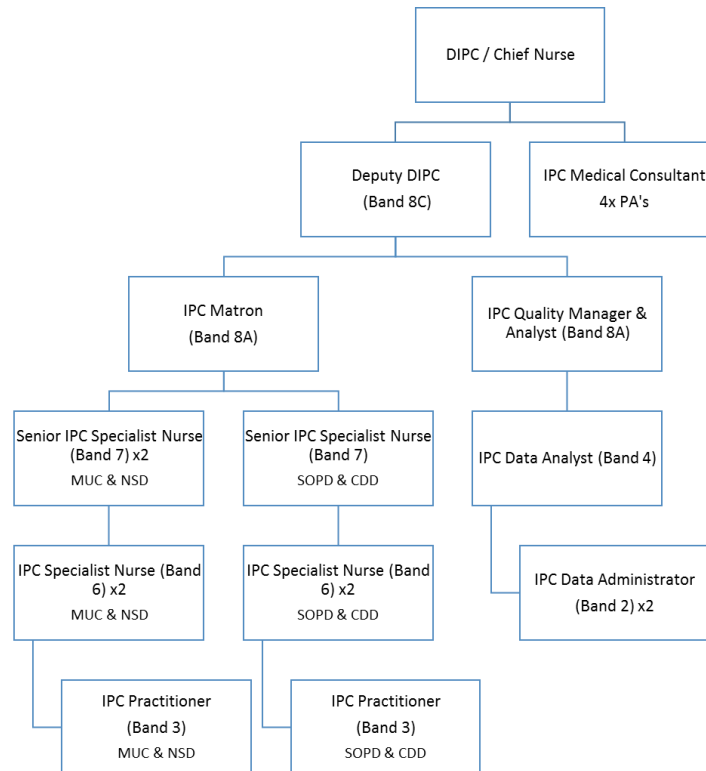 DIPC / Chief Nurse
Deputy DIPC
(Band 8C)
IPC Medical Consultant
4x PA's
IPC Matron
(Band 8A)
IPC Quality Manager &
Analyst (Band 8A)
Senior IPC Specialist Nurse
(Band 7) x2
MUC & NSD
Senior IPC Specialist Nurse
(Band 7)
SOPD & CDD
IPC Data Analyst (Band 4)
IPC Specialist Nurse (Band
6) x2
MUC & NSD
IPC Specialist Nurse (Band
6) x2
SOPD & CDD
IPC Data Administrator
(Band 2) x2
IPC Practitioner
(Band 3)
MUC & NSD
IPC Practitioner
(Band 3)
SOPD & CDD